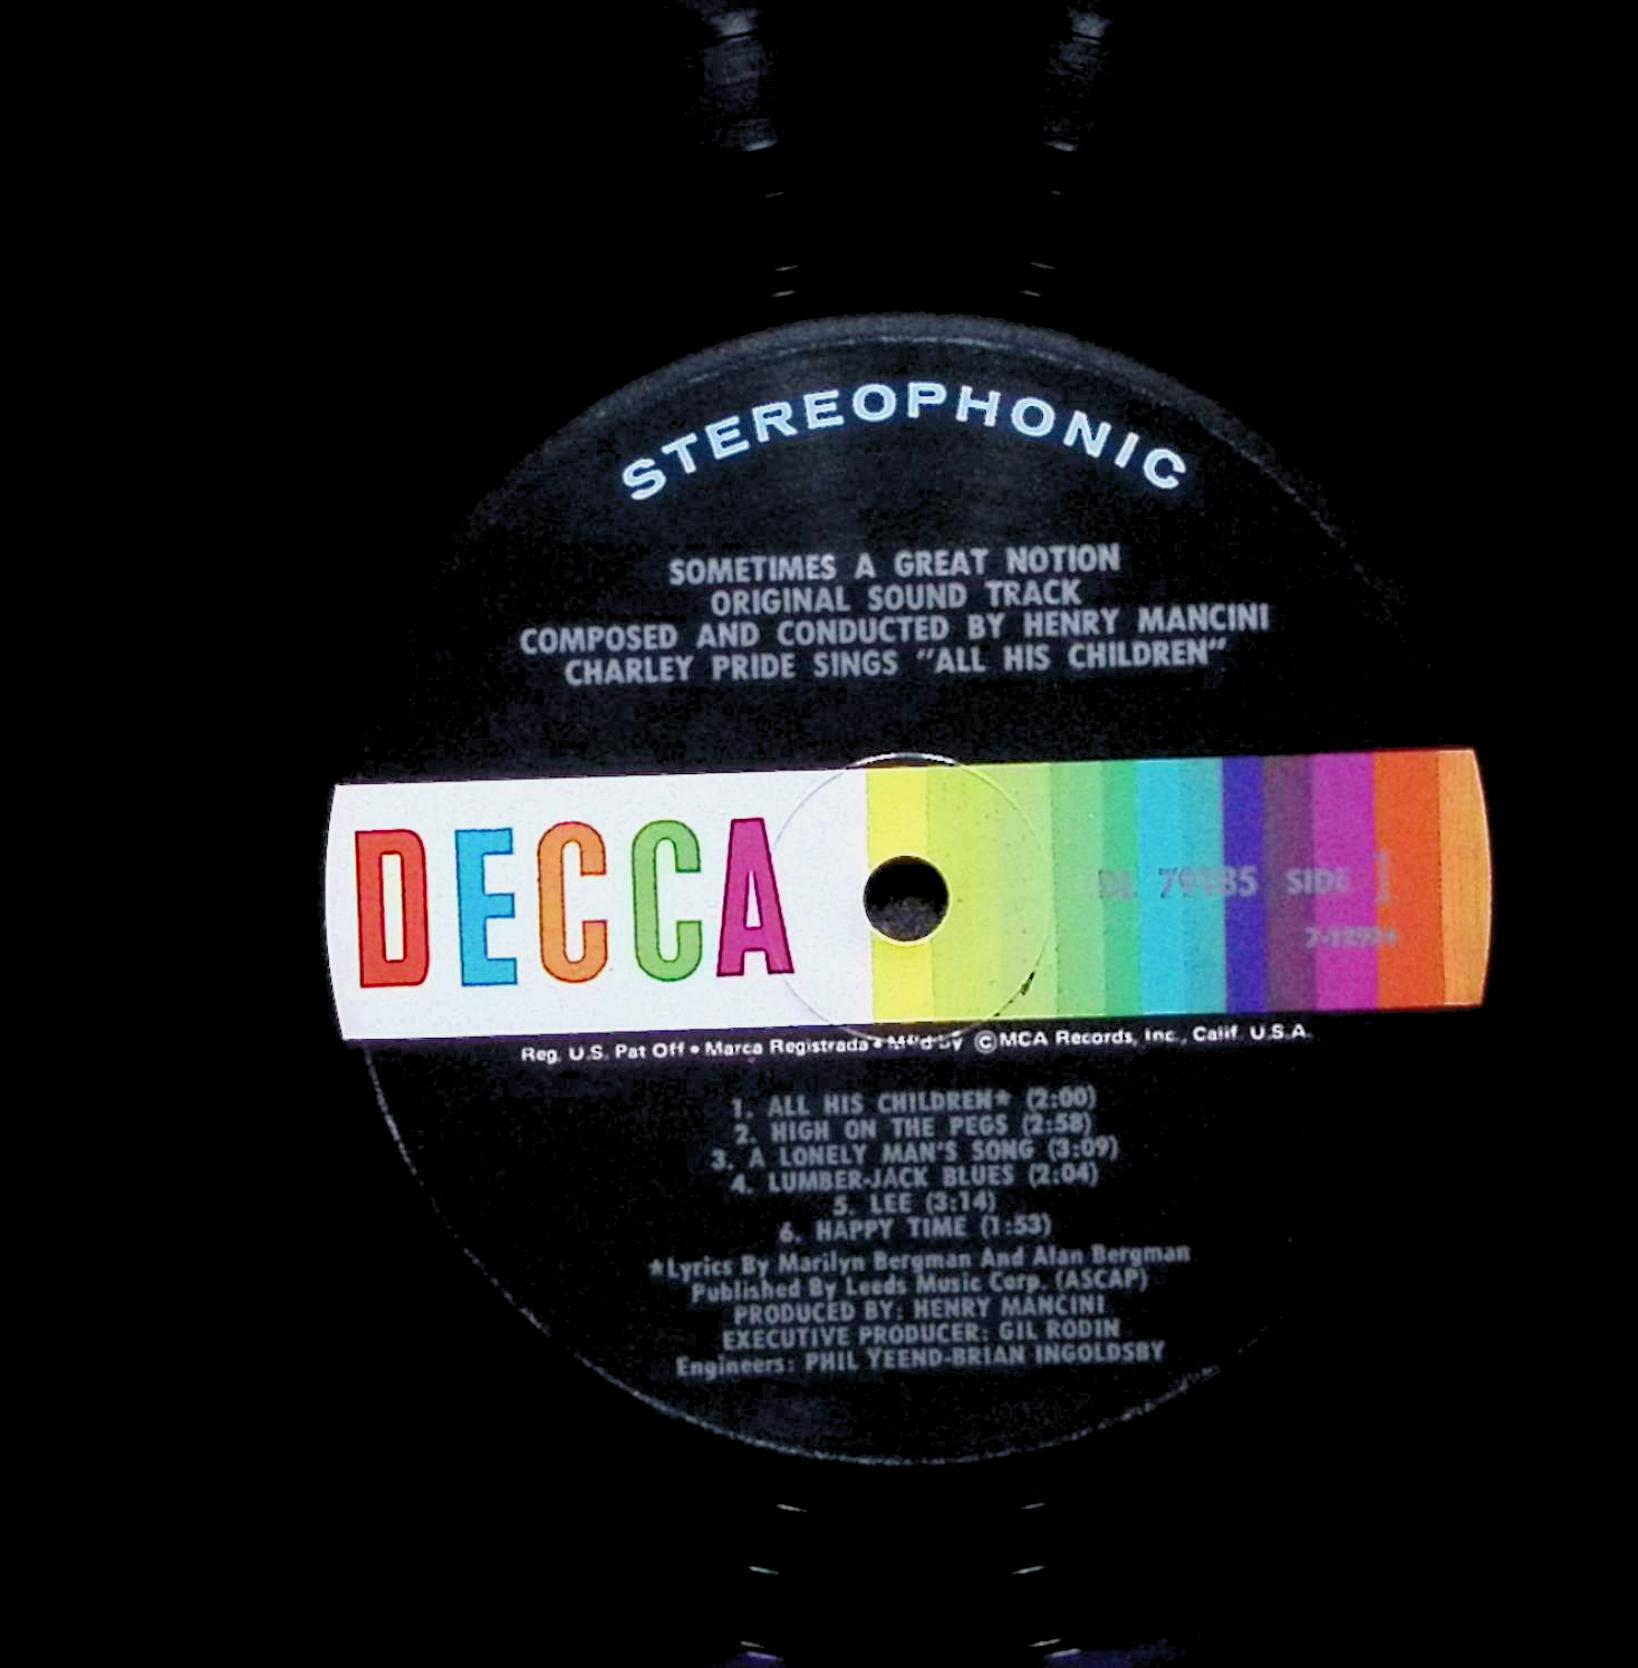 STEREOPHONIC
SOMETIMES A GREAT NOTION
ORIGINAL SOUND TRACK
COMPOSED AND CONDUCTED BY HENRY MANCINI
CHARLEY PRIDE SINGS "ALL HIS CHILDREN"
DECCA
DL SIDE 1
Reg. U.S. Pat Off • Marca Registrada • M'f'd by ©MCA Records, Inc., Calif. U.S.A.
1. ALL HIS CHILDREN★ (2:00)
2. HIGH ON THE PEGS (2:58)
3. A LONELY MAN'S SONG (3:09)
4. LUMBER-JACK BLUES (2:04)
5. LEE (3:14)
6. HAPPY TIME (1:53)
★Lyrics By Marilyn Bergman And Alan Bergman
Published By Leeds Music Corp. (ASCAP)
PRODUCED BY: HENRY MANCINI
EXECUTIVE PRODUCER: GIL RODIN
Engineers: PHIL YEEND-BRIAN INGOLDSBY